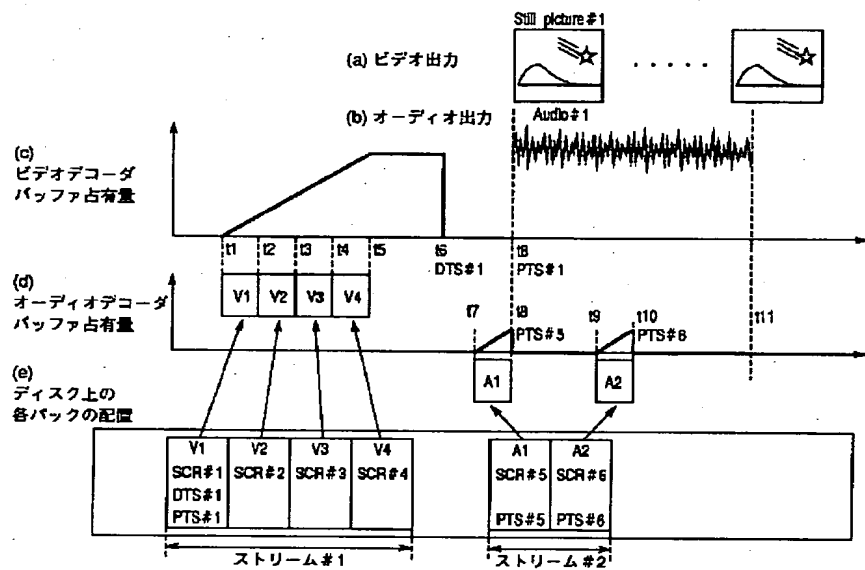 Still picture#1
(a) ビデオ出力
(b) オーディオ出力
Audio#1
(c)
ビデオデコーダ
バッファ占有量
t1 t2 t3 t4 t5 t6 t8
DTS#1 PTS#1
(d)
オーディオデコーダ
バッファ占有量
V1 V2 V3 V4
t7 t8 t9 t10 t11
PTS#5 PTS#6
A1 A2
(e)
ディスク上の
各パックの配置
V1 V2 V3 V4 A1 A2
SCR#1 SCR#2 SCR#3 SCR#4 SCR#5 SCR#6
DTS#1
PTS#1 PTS#5 PTS#6
ストリーム#1 ストリーム#2